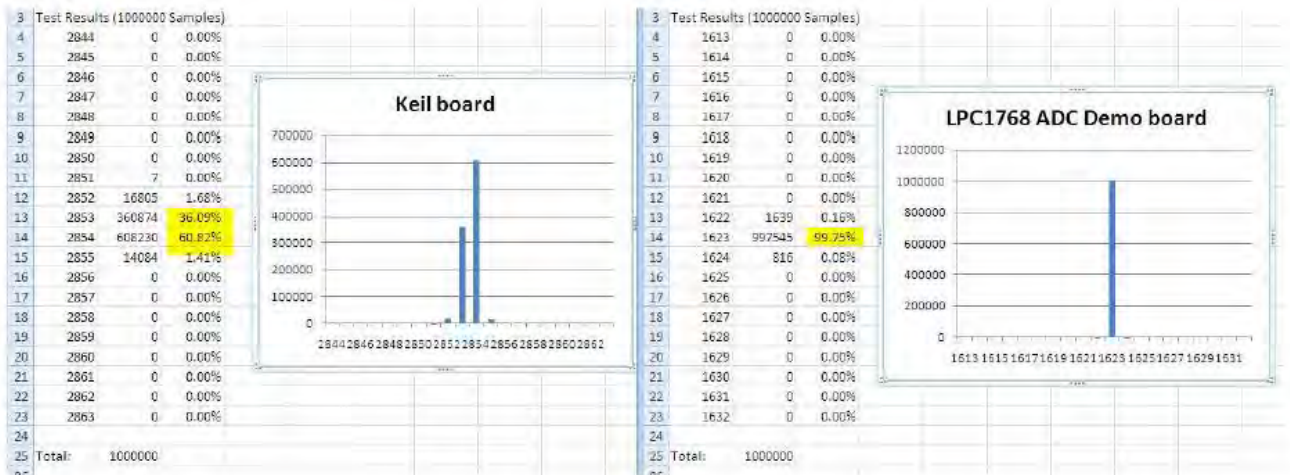 3 Test Results (1000000 Samples)
4 2844 0 0.00%
5 2845 0 0.00%
6 2846 0 0.00%
7 2847 0 0.00%
8 2848 0 0.00%
9 2849 0 0.00%
10 2850 0 0.00%
11 2851 7 0.00%
12 2852 16805 1.68%
13 2853 360874 36.09%
14 2854 608230 60.82%
15 2855 14084 1.41%
16 2856 0 0.00%
17 2857 0 0.00%
18 2858 0 0.00%
19 2859 0 0.00%
20 2860 0 0.00%
21 2861 0 0.00%
22 2862 0 0.00%
23 2863 0 0.00%
24
25 Total: 1000000
Keil board
700000
600000
500000
400000
300000
200000
100000
0
2844 2846 2848 2850 2852 2854 2856 2858 2860 2862
3 Test Results (1000000 Samples)
4 1613 0 0.00%
5 1614 0 0.00%
6 1615 0 0.00%
7 1616 0 0.00%
8 1617 0 0.00%
9 1618 0 0.00%
10 1619 0 0.00%
11 1620 0 0.00%
12 1621 0 0.00%
13 1622 1639 0.16%
14 1623 997545 99.75%
15 1624 816 0.08%
16 1625 0 0.00%
17 1626 0 0.00%
18 1627 0 0.00%
19 1628 0 0.00%
20 1629 0 0.00%
21 1630 0 0.00%
22 1631 0 0.00%
23 1632 0 0.00%
24
25 Total: 1000000
LPC1768 ADC Demo board
1200000
1000000
800000
600000
400000
200000
0
1613 1615 1617 1619 1621 1623 1625 1627 1629 1631